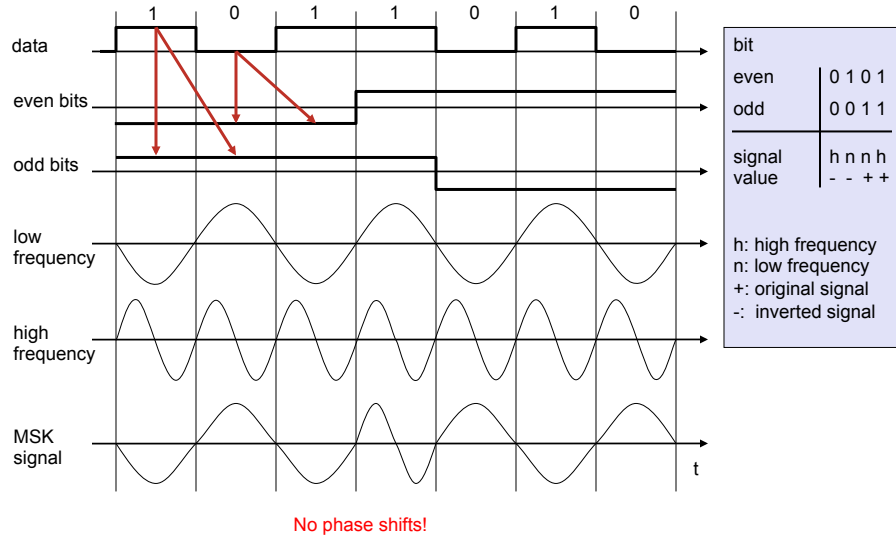 1 0 1 1 0 1 0
data
even bits
odd bits
low
frequency
high
frequency
MSK
signal
t
No phase shifts!
bit
even 0 1 0 1
odd 0 0 1 1
signal h n n h
value - - + +
h: high frequency
n: low frequency
+: original signal
-: inverted signal